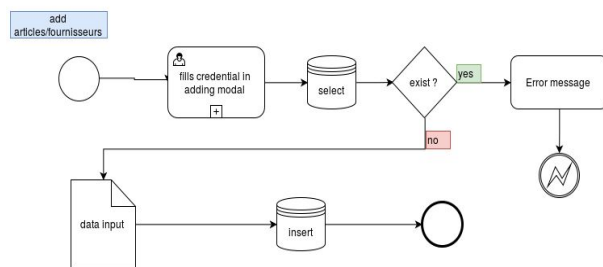 add
articles/fournisseurs
fills credential in
adding modal
select
exist ?
yes
Error message
no
data input
insert